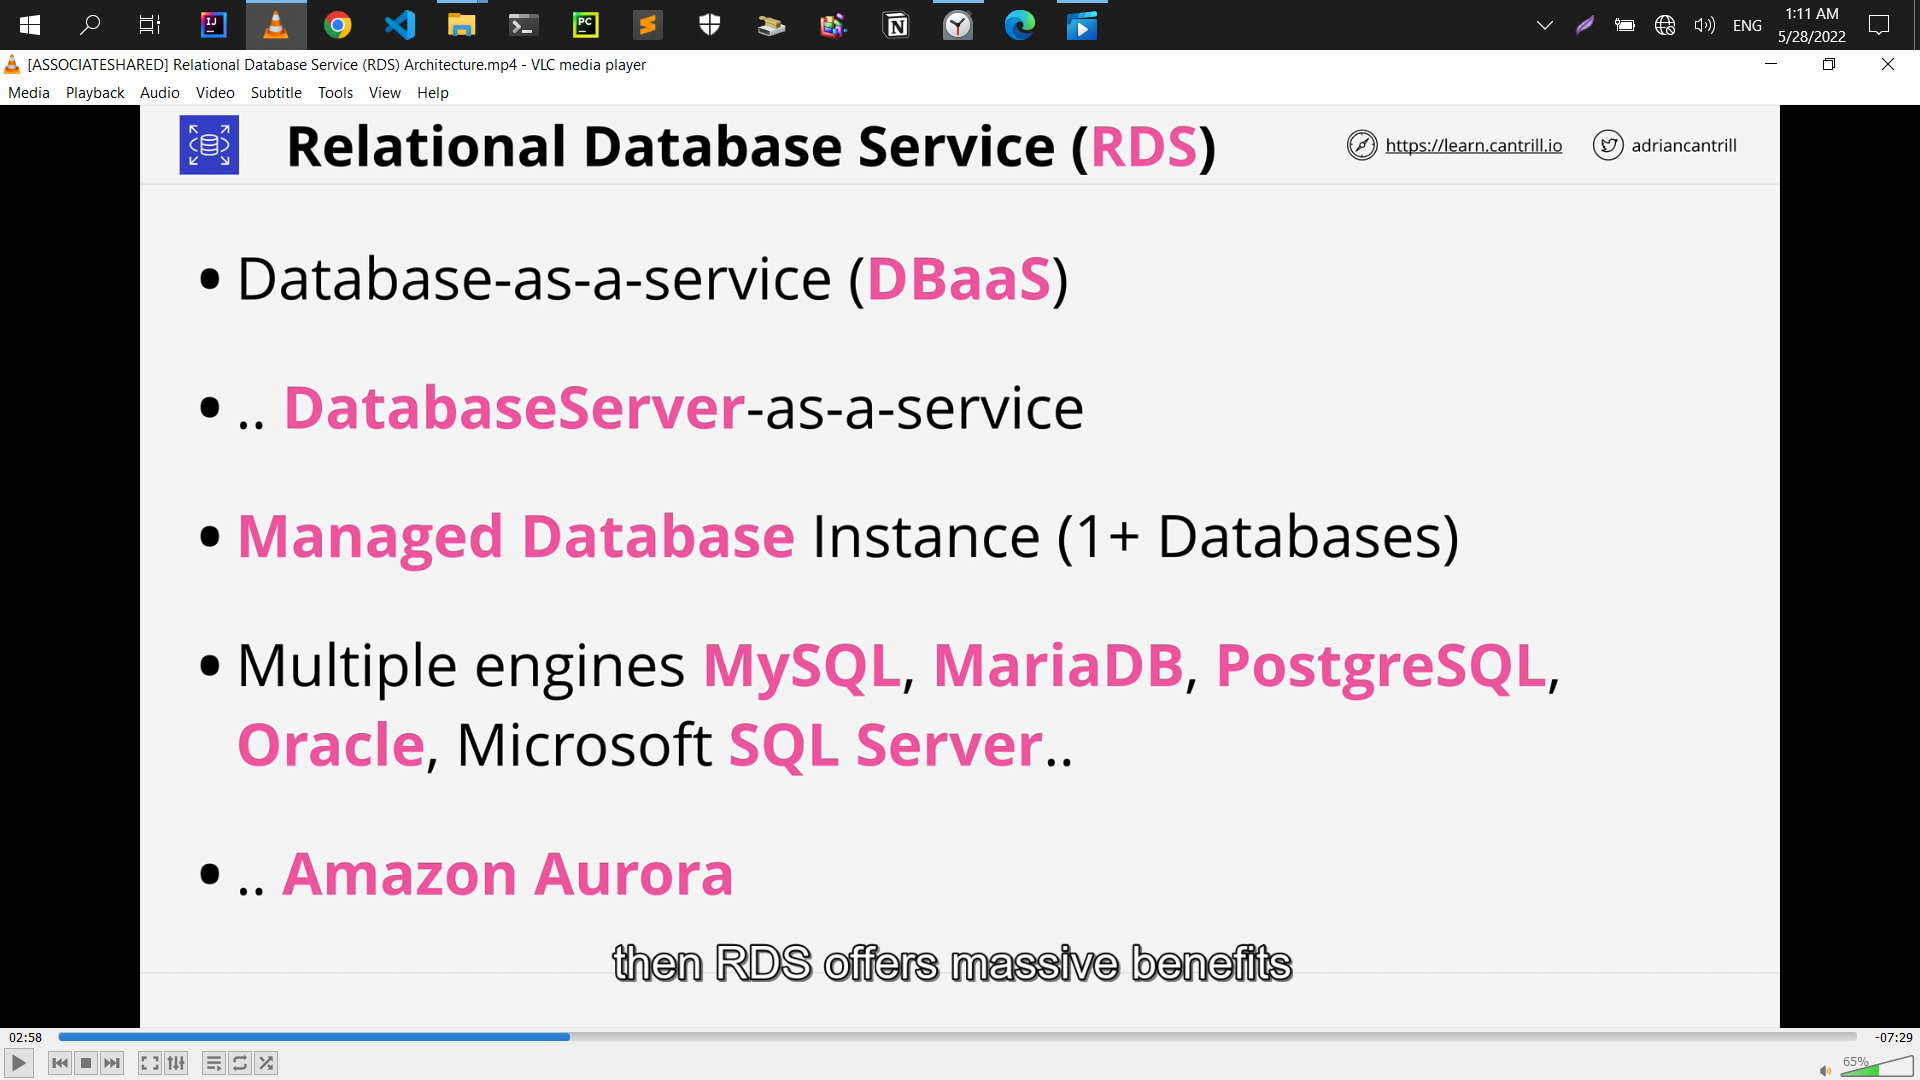 IJ
PC
ENG
1:11 AM
5/28/2022
[ASSOCIATESHARED] Relational Database Service (RDS) Architecture.mp4 - VLC media player
Media Playback Audio Video Subtitle Tools View Help
Relational Database Service (RDS)
https://learn.cantrill.io
adriancantrill
• Database-as-a-service (DBaaS)
• .. DatabaseServer-as-a-service
• Managed Database Instance (1+ Databases)
• Multiple engines MySQL, MariaDB, PostgreSQL,
Oracle, Microsoft SQL Server..
• .. Amazon Aurora
then RDS offers massive benefits
02:58
-07:29
65%